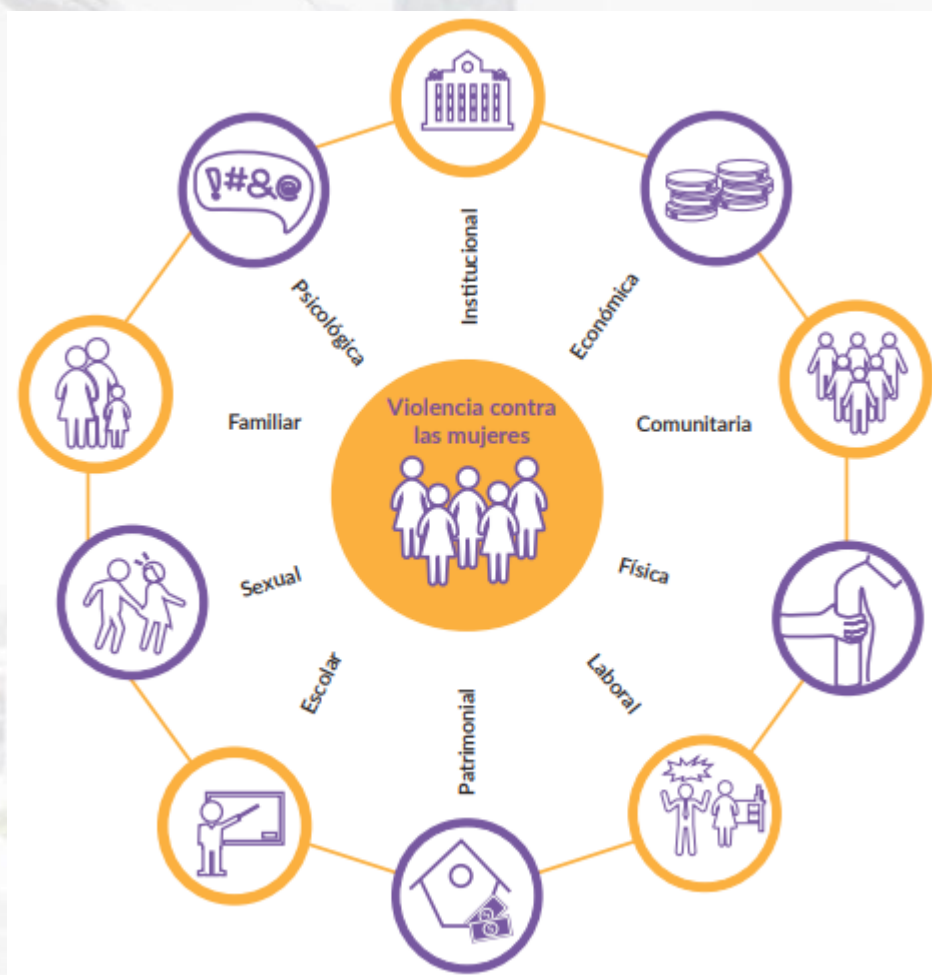 !#&@
Institucional
Económica
Comunitaria
Física
Laboral
Patrimonial
Escolar
Sexual
Familiar
Psicológica
Violencia contra
las mujeres